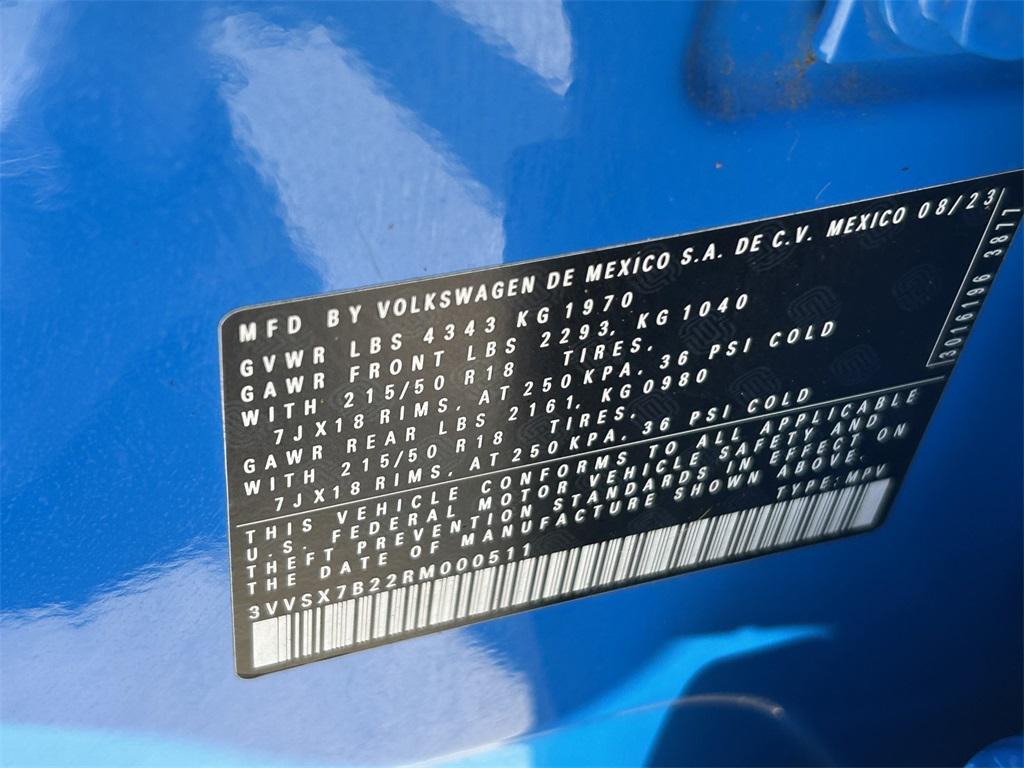 MFD BY VOLKSWAGEN DE MEXICO S.A. DE C.V. MEXICO 08/23
GVWR LBS 4343 KG 1970
GAWR FRONT LBS 2293, KG 1040
WITH 215/50 R18 TIRES,
7JX18 RIMS, AT 250 KPA, 36 PSI COLD
GAWR REAR LBS 2161, KG0980
WITH 215/50 R18 TIRES,
7JX18 RIMS, AT 250KPA, 36 PSI COLD
THIS VEHICLE CONFORMS TO ALL APPLICABLE
U.S. FEDERAL MOTOR VEHICLE SAFETY AND
THEFT PREVENTION STANDARDS IN EFFECT ON
THE DATE OF MANUFACTURE SHOWN ABOVE.
3VVSX7B22RM000511 TYPE: MPV
3016196 3877